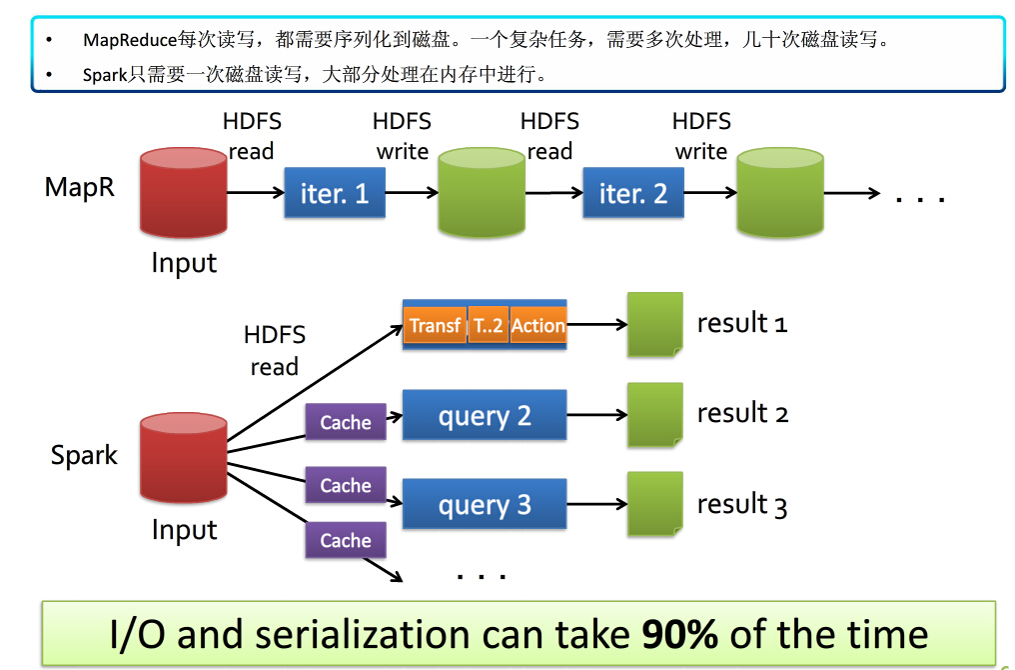 • MapReduce每次读写，都需要序列化到磁盘。一个复杂任务，需要多次处理，几十次磁盘读写。
• Spark只需要一次磁盘读写，大部分处理在内存中进行。
HDFS read
HDFS write
HDFS read
HDFS write
MapR
iter. 1
iter. 2
. . .
Input
HDFS read
Transf
T..2
Action
result 1
Cache
query 2
result 2
Spark
Cache
query 3
result 3
Input
Cache
. . .
I/O and serialization can take 90% of the time